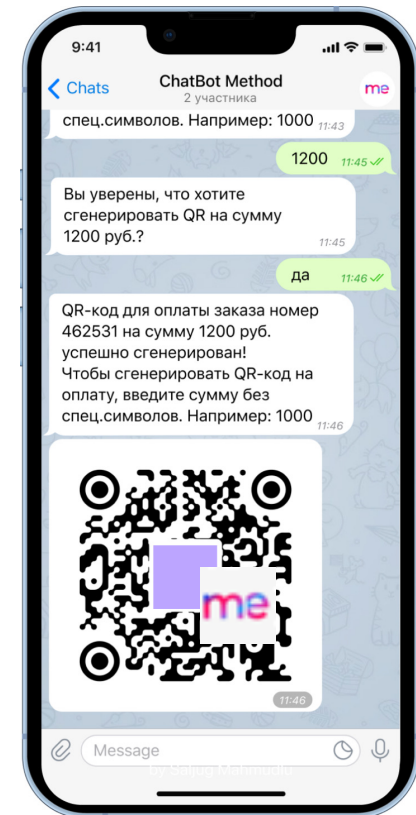 9:41
Chats
ChatBot Method
2 участника
me
спец.символов. Например: 1000 11:43
1200 11:45
Вы уверены, что хотите
сгенерировать QR на сумму
1200 руб.?
11:45
да 11:46
QR-код для оплаты заказа номер
462531 на сумму 1200 руб.
успешно сгенерирован!
Чтобы сгенерировать QR-код на
оплату, введите сумму без
спец.символов. Например: 1000 11:46
me
11:46
Message
by Saljug Mahmudlu